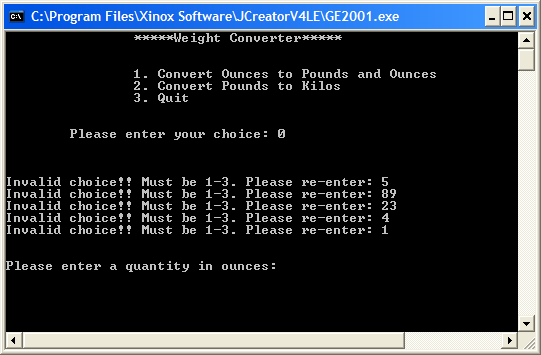 C:\Program Files\Xinox Software\JCreatorV4LE\GE2001.exe
*****Weight Converter*****
1. Convert Ounces to Pounds and Ounces
2. Convert Pounds to Kilos
3. Quit
Please enter your choice: 0
Invalid choice!! Must be 1-3. Please re-enter: 5
Invalid choice!! Must be 1-3. Please re-enter: 89
Invalid choice!! Must be 1-3. Please re-enter: 23
Invalid choice!! Must be 1-3. Please re-enter: 4
Invalid choice!! Must be 1-3. Please re-enter: 1
Please enter a quantity in ounces: